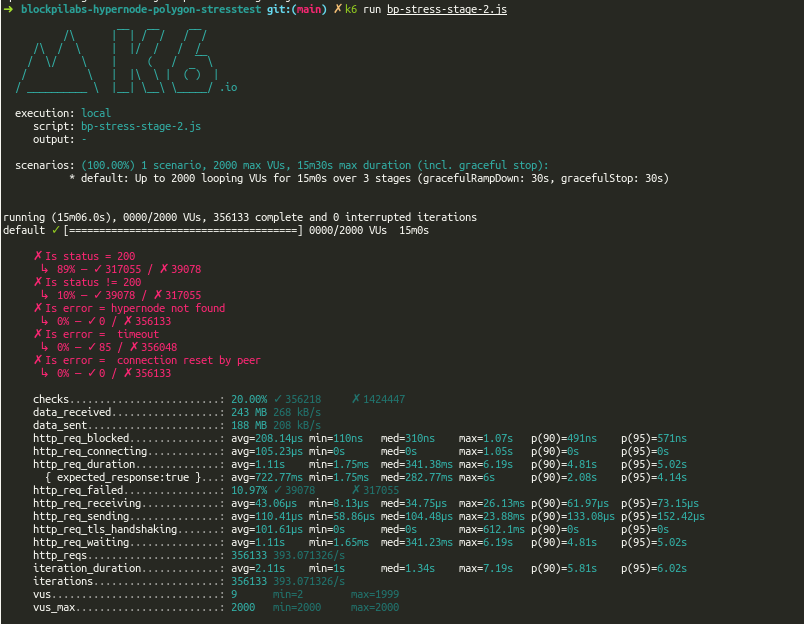 → blockpilabs-hypernode-polygon-stresstest git:(main) ✗ k6 run bp-stress-stage-2.js
.io
execution: local
script: bp-stress-stage-2.js
output: -
scenarios: (100.00%) 1 scenario, 2000 max VUs, 15m30s max duration (incl. graceful stop):
* default: Up to 2000 looping VUs for 15m0s over 3 stages (gracefulRampDown: 30s, gracefulStop: 30s)
running (15m06.0s), 0000/2000 VUs, 356133 complete and 0 interrupted iterations
default ✓ [======================================] 0000/2000 VUs  15m0s
✗ Is status = 200
↳ 89% — ✓ 317055 / ✗ 39078
✗ Is status != 200
↳ 10% — ✓ 39078 / ✗ 317055
✗ Is error = hypernode not found
↳ 0% — ✓ 0 / ✗ 356133
✗ Is error =  timeout
↳ 0% — ✓ 85 / ✗ 356048
✗ Is error =  connection reset by peer
↳ 0% — ✓ 0 / ✗ 356133
checks.........................: 20.00% ✓ 356218 ✗ 1424447
data_received..................: 243 MB 268 kB/s
data_sent......................: 188 MB 208 kB/s
http_req_blocked...............: avg=208.14µs min=110ns med=310ns max=1.07s p(90)=491ns p(95)=571ns
http_req_connecting............: avg=105.23µs min=0s med=0s max=1.05s p(90)=0s p(95)=0s
http_req_duration..............: avg=1.11s min=1.75ms med=341.38ms max=6.19s p(90)=4.81s p(95)=5.02s
{ expected_response:true }...: avg=722.77ms min=1.75ms med=282.77ms max=6s p(90)=2.08s p(95)=4.14s
http_req_failed................: 10.97% ✓ 39078 ✗ 317055
http_req_receiving.............: avg=43.06µs min=8.13µs med=34.75µs max=26.13ms p(90)=61.97µs p(95)=73.15µs
http_req_sending...............: avg=110.41µs min=58.86µs med=104.48µs max=23.88ms p(90)=133.08µs p(95)=152.42µs
http_req_tls_handshaking.......: avg=101.61µs min=0s med=0s max=612.1ms p(90)=0s p(95)=0s
http_req_waiting...............: avg=1.11s min=1.65ms med=341.23ms max=6.19s p(90)=4.81s p(95)=5.02s
http_reqs......................: 356133 393.071326/s
iteration_duration.............: avg=2.11s min=1s med=1.34s max=7.19s p(90)=5.81s p(95)=6.02s
iterations.....................: 356133 393.071326/s
vus............................: 9 min=2 max=1999
vus_max........................: 2000 min=2000 max=2000